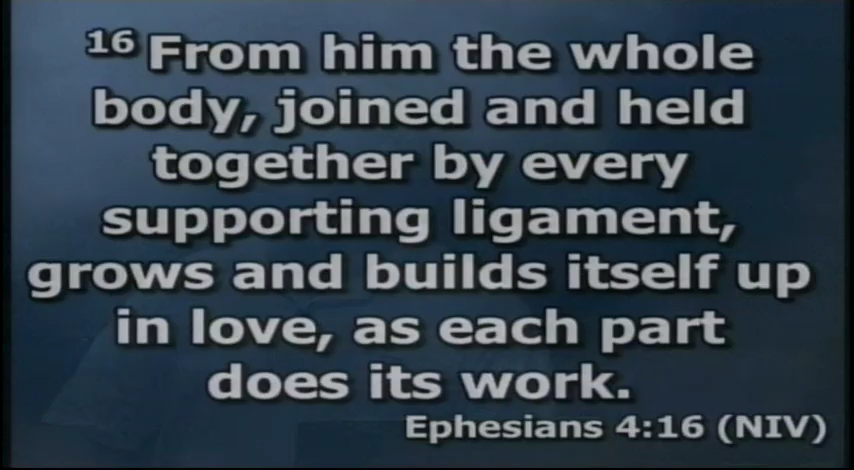 16 From him the whole
body, joined and held
together by every
supporting ligament,
grows and builds itself up
in love, as each part
does its work.
Ephesians 4:16 (NIV)